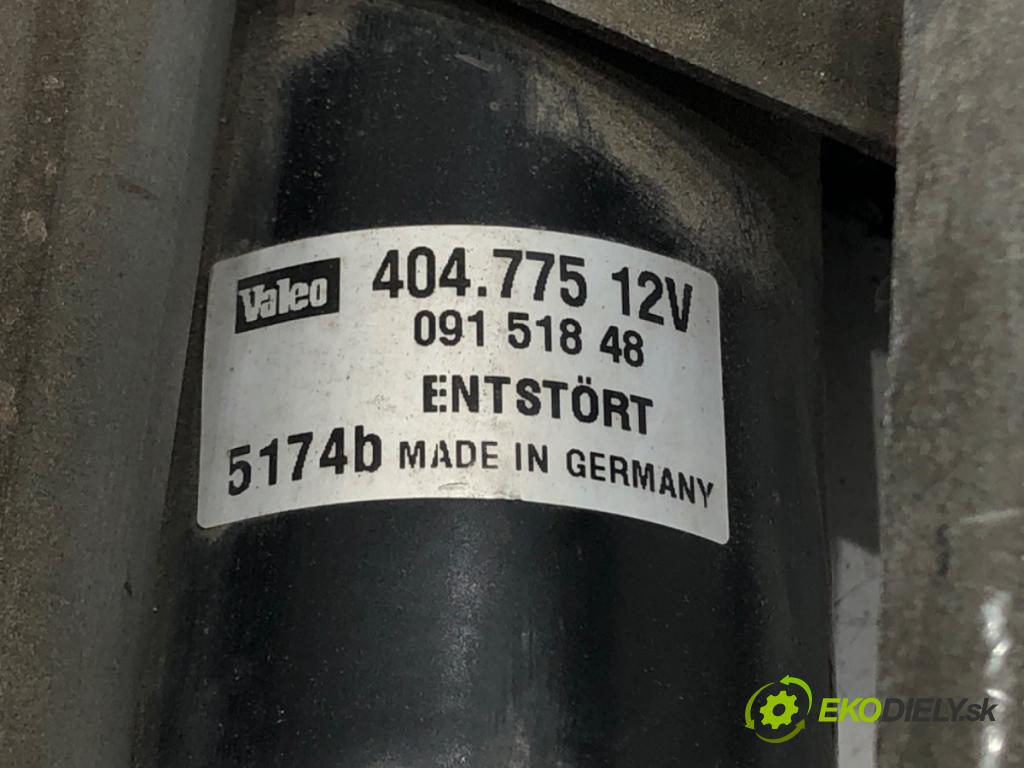 Valeo 404.775 12V
091 518 48
ENTSTÖRT
5174b MADE IN GERMANY
EKODIELY.sk